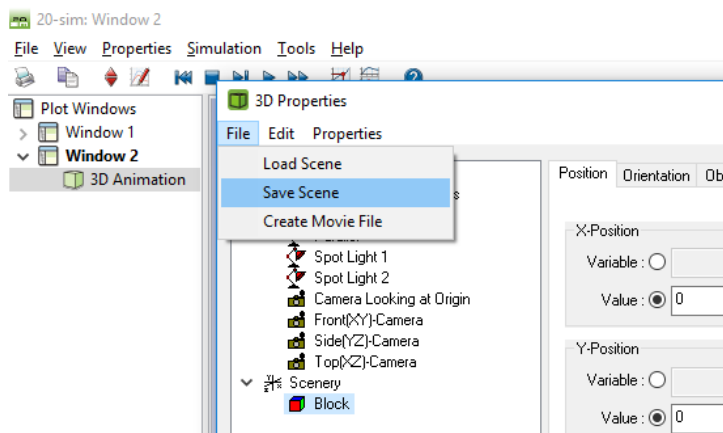 20-sim: Window 2
File View Properties Simulation Tools Help
Plot Windows
Window 1
Window 2
3D Animation
3D Properties
File Edit Properties
Load Scene
Save Scene
Create Movie File
Spot Light 1
Spot Light 2
Camera Looking at Origin
Front(XY)-Camera
Side(YZ)-Camera
Top(XZ)-Camera
Scenery
Block
Position Orientation Ob
X-Position
Variable :
Value : 0
Y-Position
Variable :
Value : 0